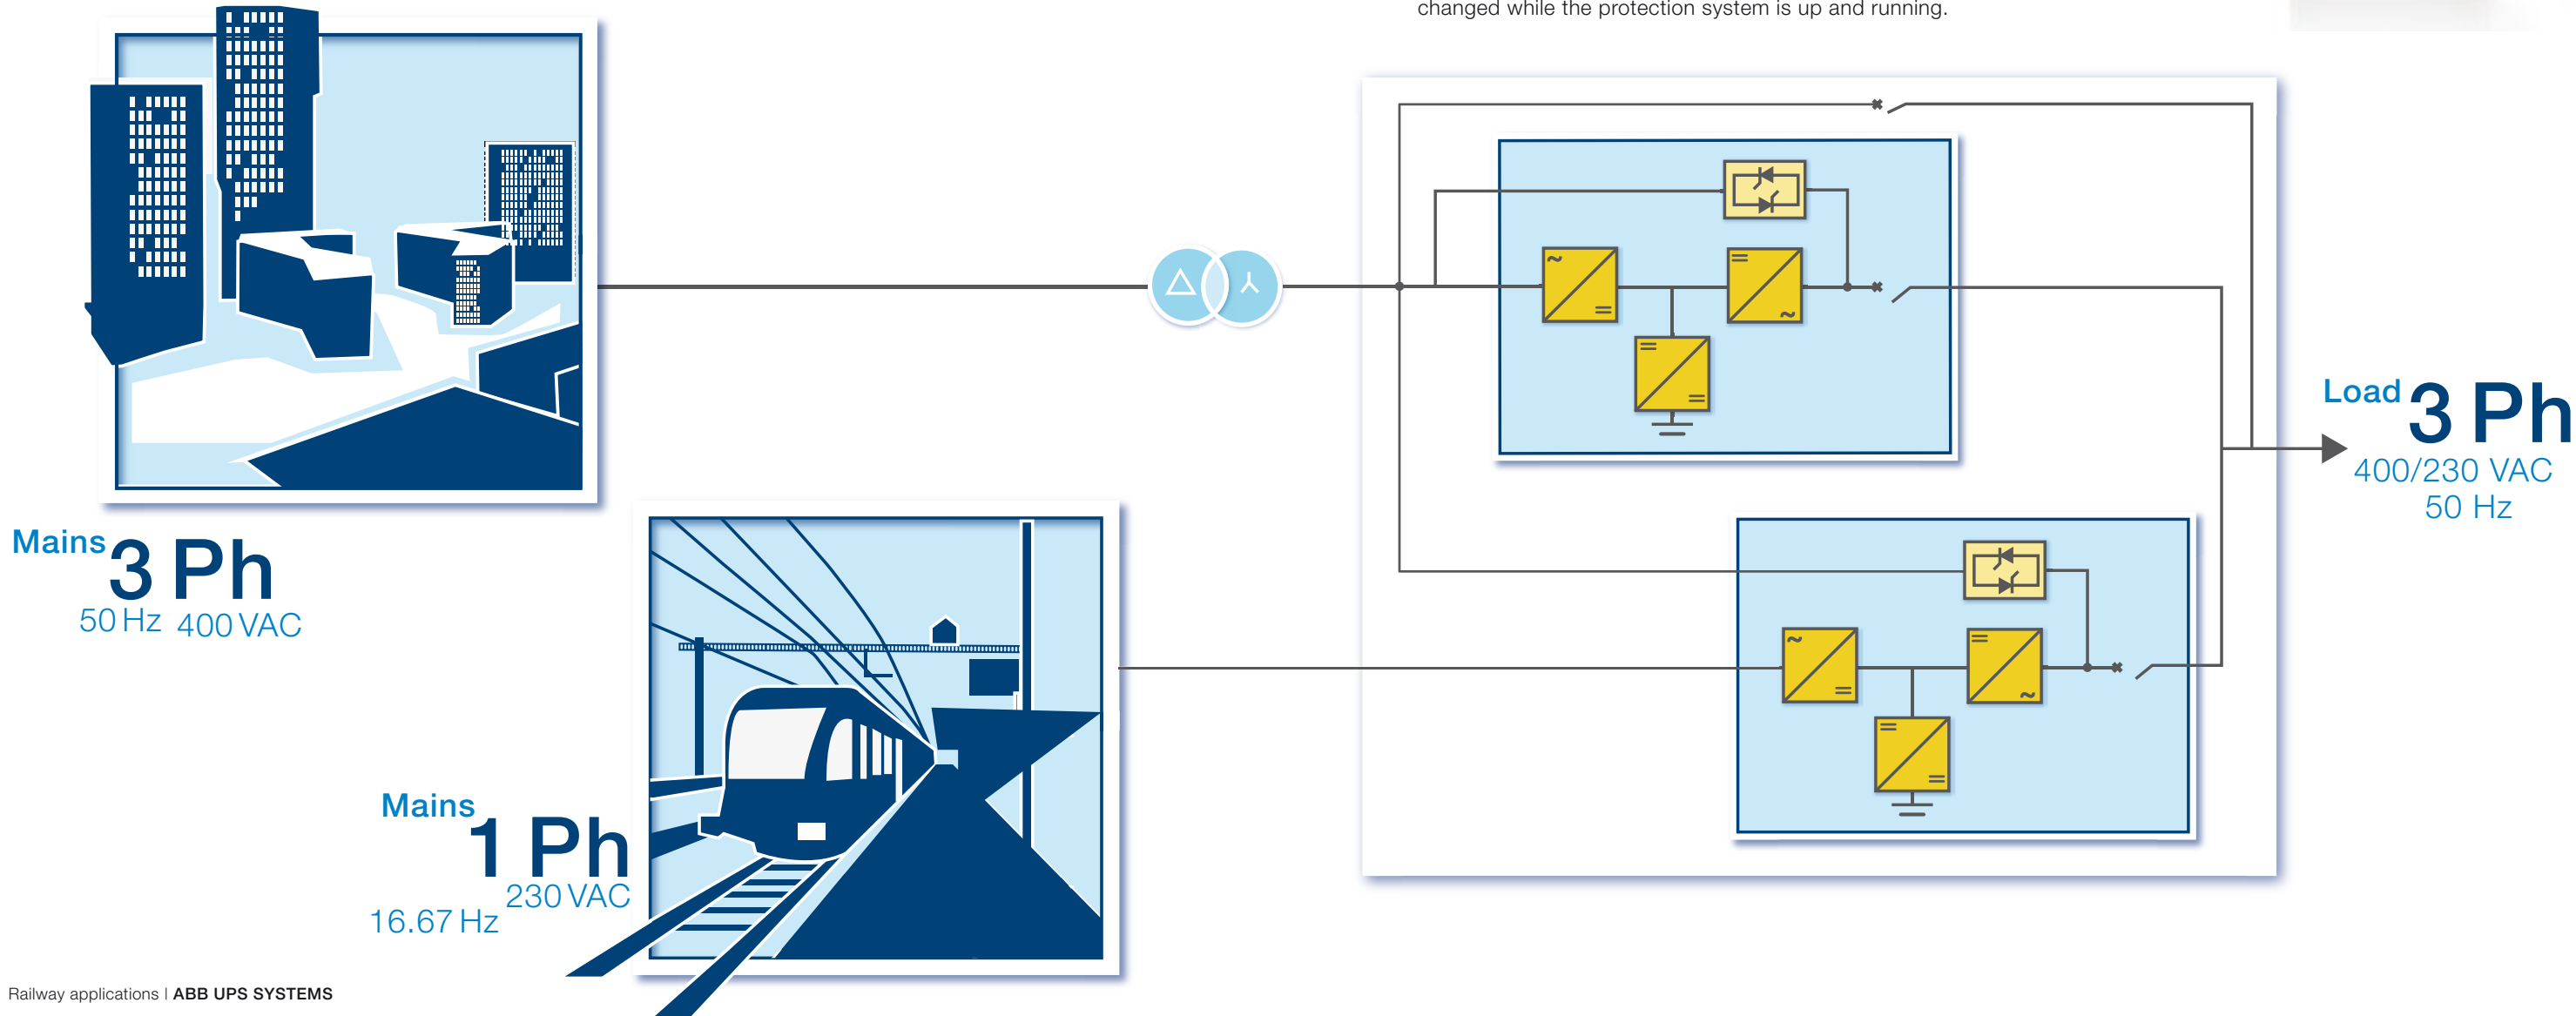 changed while the protection system is up and running.
Mains 3 Ph
50 Hz 400 VAC
Load 3 Ph
400/230 VAC
50 Hz
Mains
1 Ph
230 VAC
16.67 Hz
Railway applications | ABB UPS SYSTEMS